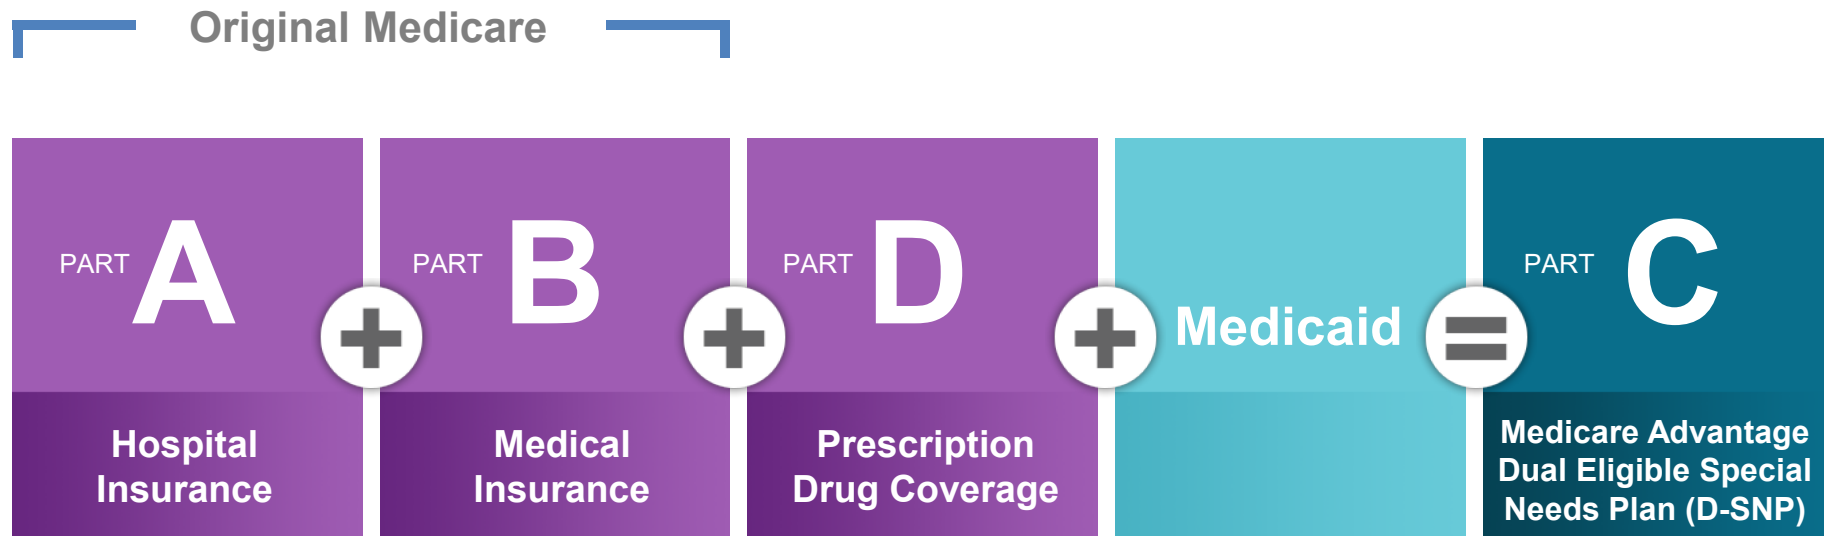 Original Medicare
PART A
Hospital
Insurance
PART B
Medical
Insurance
PART D
Prescription
Drug Coverage
Medicaid
PART C
Medicare Advantage
Dual Eligible Special
Needs Plan (D-SNP)